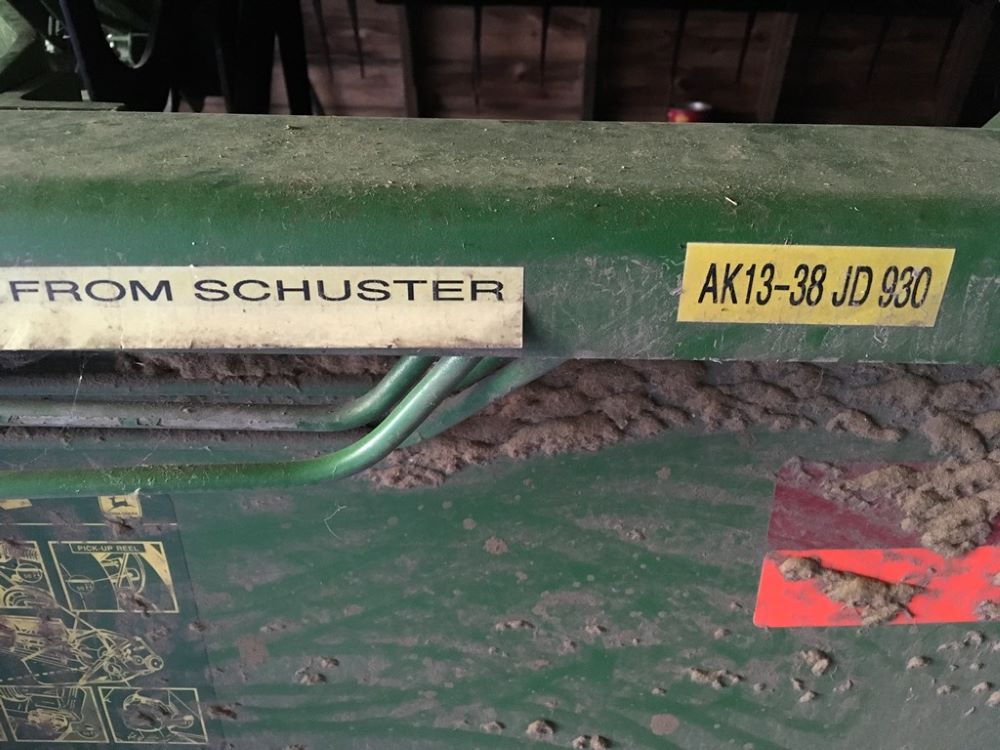 FROM SCHUSTER
AK13-38 JD 930
PICK-UP REEL